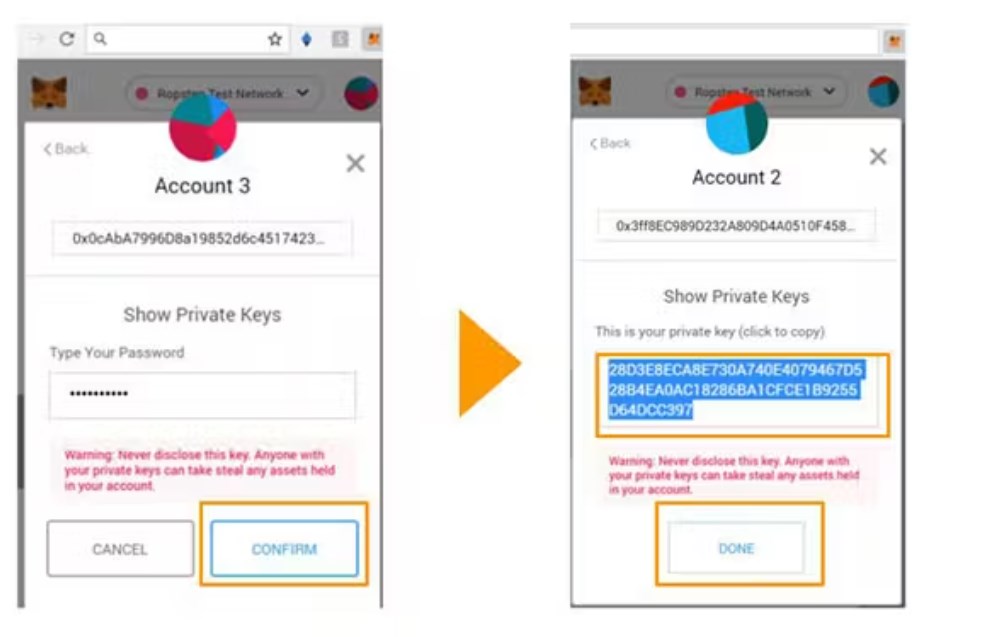 Ropsten Test Network
< Back
Account 3
0x0cAbA7996D8a19852d6c4517423...
Show Private Keys
Type Your Password
••••••••••
Warning: Never disclose this key. Anyone with
your private keys can take steal any assets held
in your account.
CANCEL
CONFIRM
Ropsten Test Network
< Back
Account 2
0x3ff8EC989D232A809D4A0510F458...
Show Private Keys
This is your private key (click to copy)
28D3E8ECA8E730A740E4079467D5
28B4EA0AC18286BA1CFCE1B9255
D64DCC397
Warning: Never disclose this key. Anyone with
your private keys can take steal any assets held
in your account.
DONE